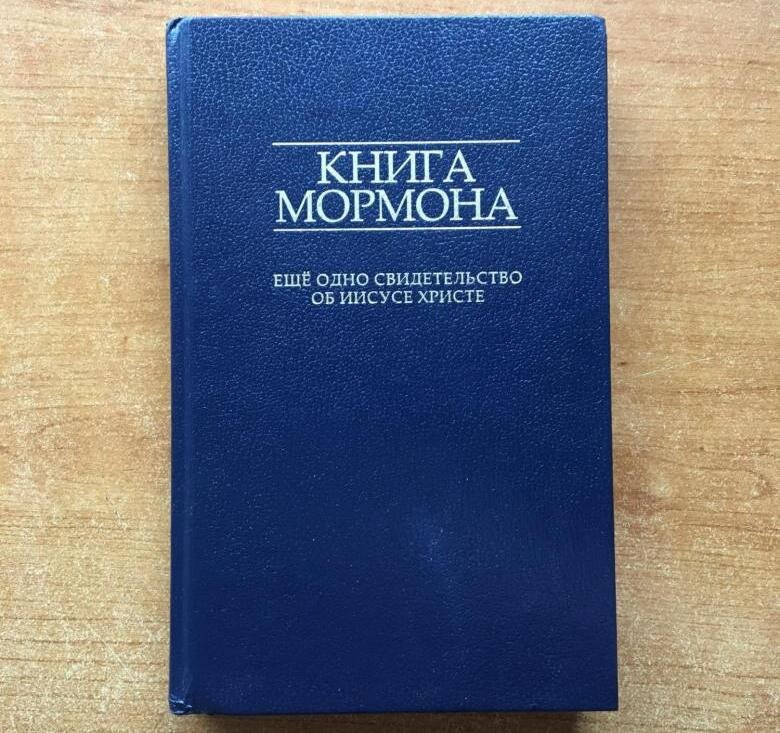 КНИГА
МОРМОНА
ЕЩЁ ОДНО СВИДЕТЕЛЬСТВО
ОБ ИИСУСЕ ХРИСТЕ